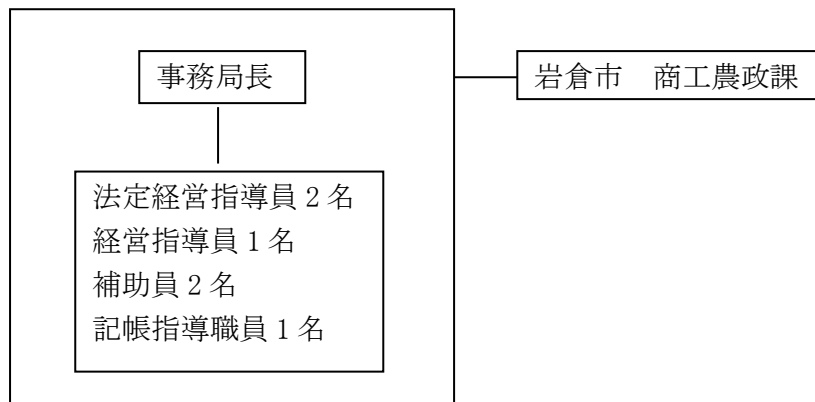 事務局長
岩倉市　商工農政課
法定経営指導員 2 名
経営指導員 1 名
補助員 2 名
記帳指導職員 1 名